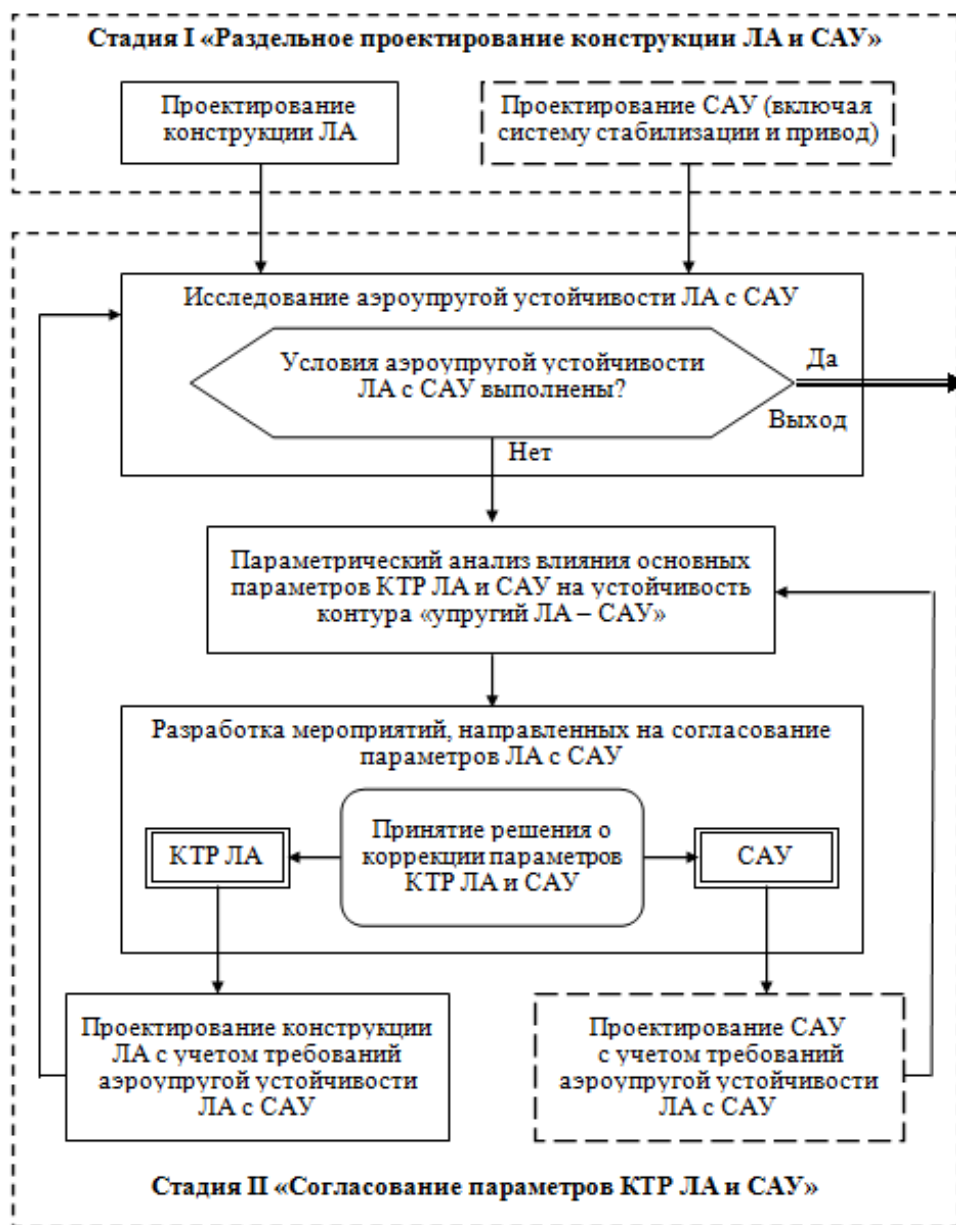 Стадия I «Раздельное проектирование конструкции ЛА и САУ»
Проектирование
конструкции ЛА
Проектирование САУ (включая
систему стабилизации и привод)
Исследование аэроупругой устойчивости ЛА с САУ
Условия аэроупругой устойчивости
ЛА с САУ выполнены?
Да
Выход
Нет
Параметрический анализ влияния основных
параметров КТР ЛА и САУ на устойчивость
контура «упругий ЛА – САУ»
Разработка мероприятий, направленных на согласование
параметров ЛА с САУ
КТР ЛА
Принятие решения о
коррекции параметров
КТР ЛА и САУ
САУ
Проектирование конструкции
ЛА с учетом требований
аэроупругой устойчивости
ЛА с САУ
Проектирование САУ
с учетом требований
аэроупругой устойчивости
ЛА с САУ
Стадия II «Согласование параметров КТР ЛА и САУ»